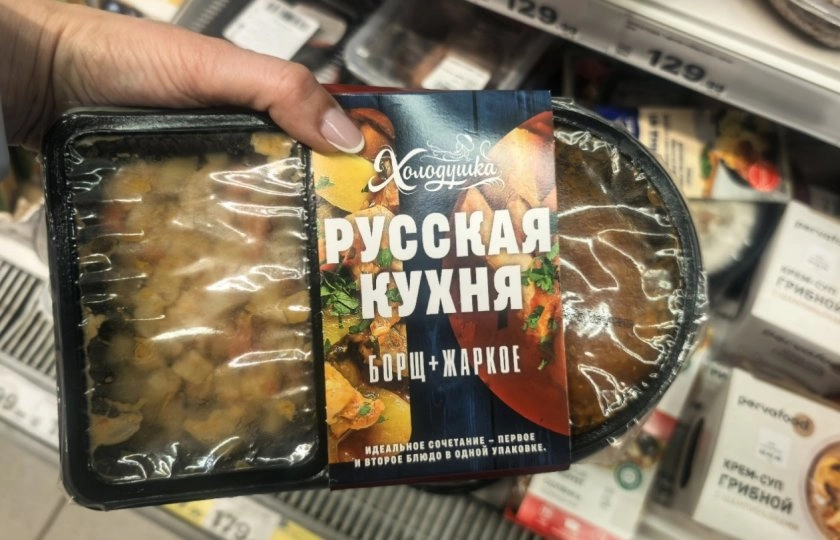 129
129
Холодушка
РУССКАЯ
КУХНЯ
БОРЩ+ЖАРКОЕ
ИДЕАЛЬНОЕ СОЧЕТАНИЕ – ПЕРВОЕ
И ВТОРОЕ БЛЮДО В ОДНОЙ УПАКОВКЕ.
pervafood
КРЕМ-СУП
ГРИБНОЙ
pervafood
КРЕМ-СУП
ГРИБНОЙ
179